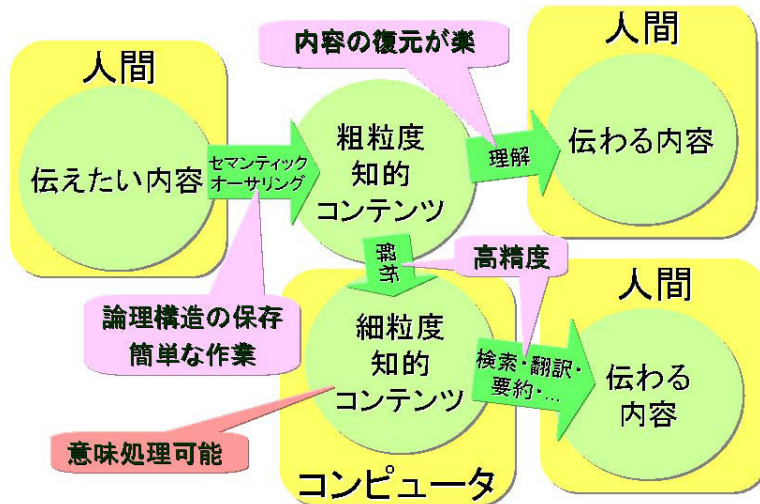 人間
伝えたい内容
セマンティック
オーサリング
論理構造の保存
簡単な作業
内容の復元が楽
粗粒度
知的
コンテンツ
理解
人間
伝わる内容
解析
高精度
細粒度
知的
コンテンツ
意味処理可能
コンピュータ
検索・翻訳・
要約・...
人間
伝わる
内容